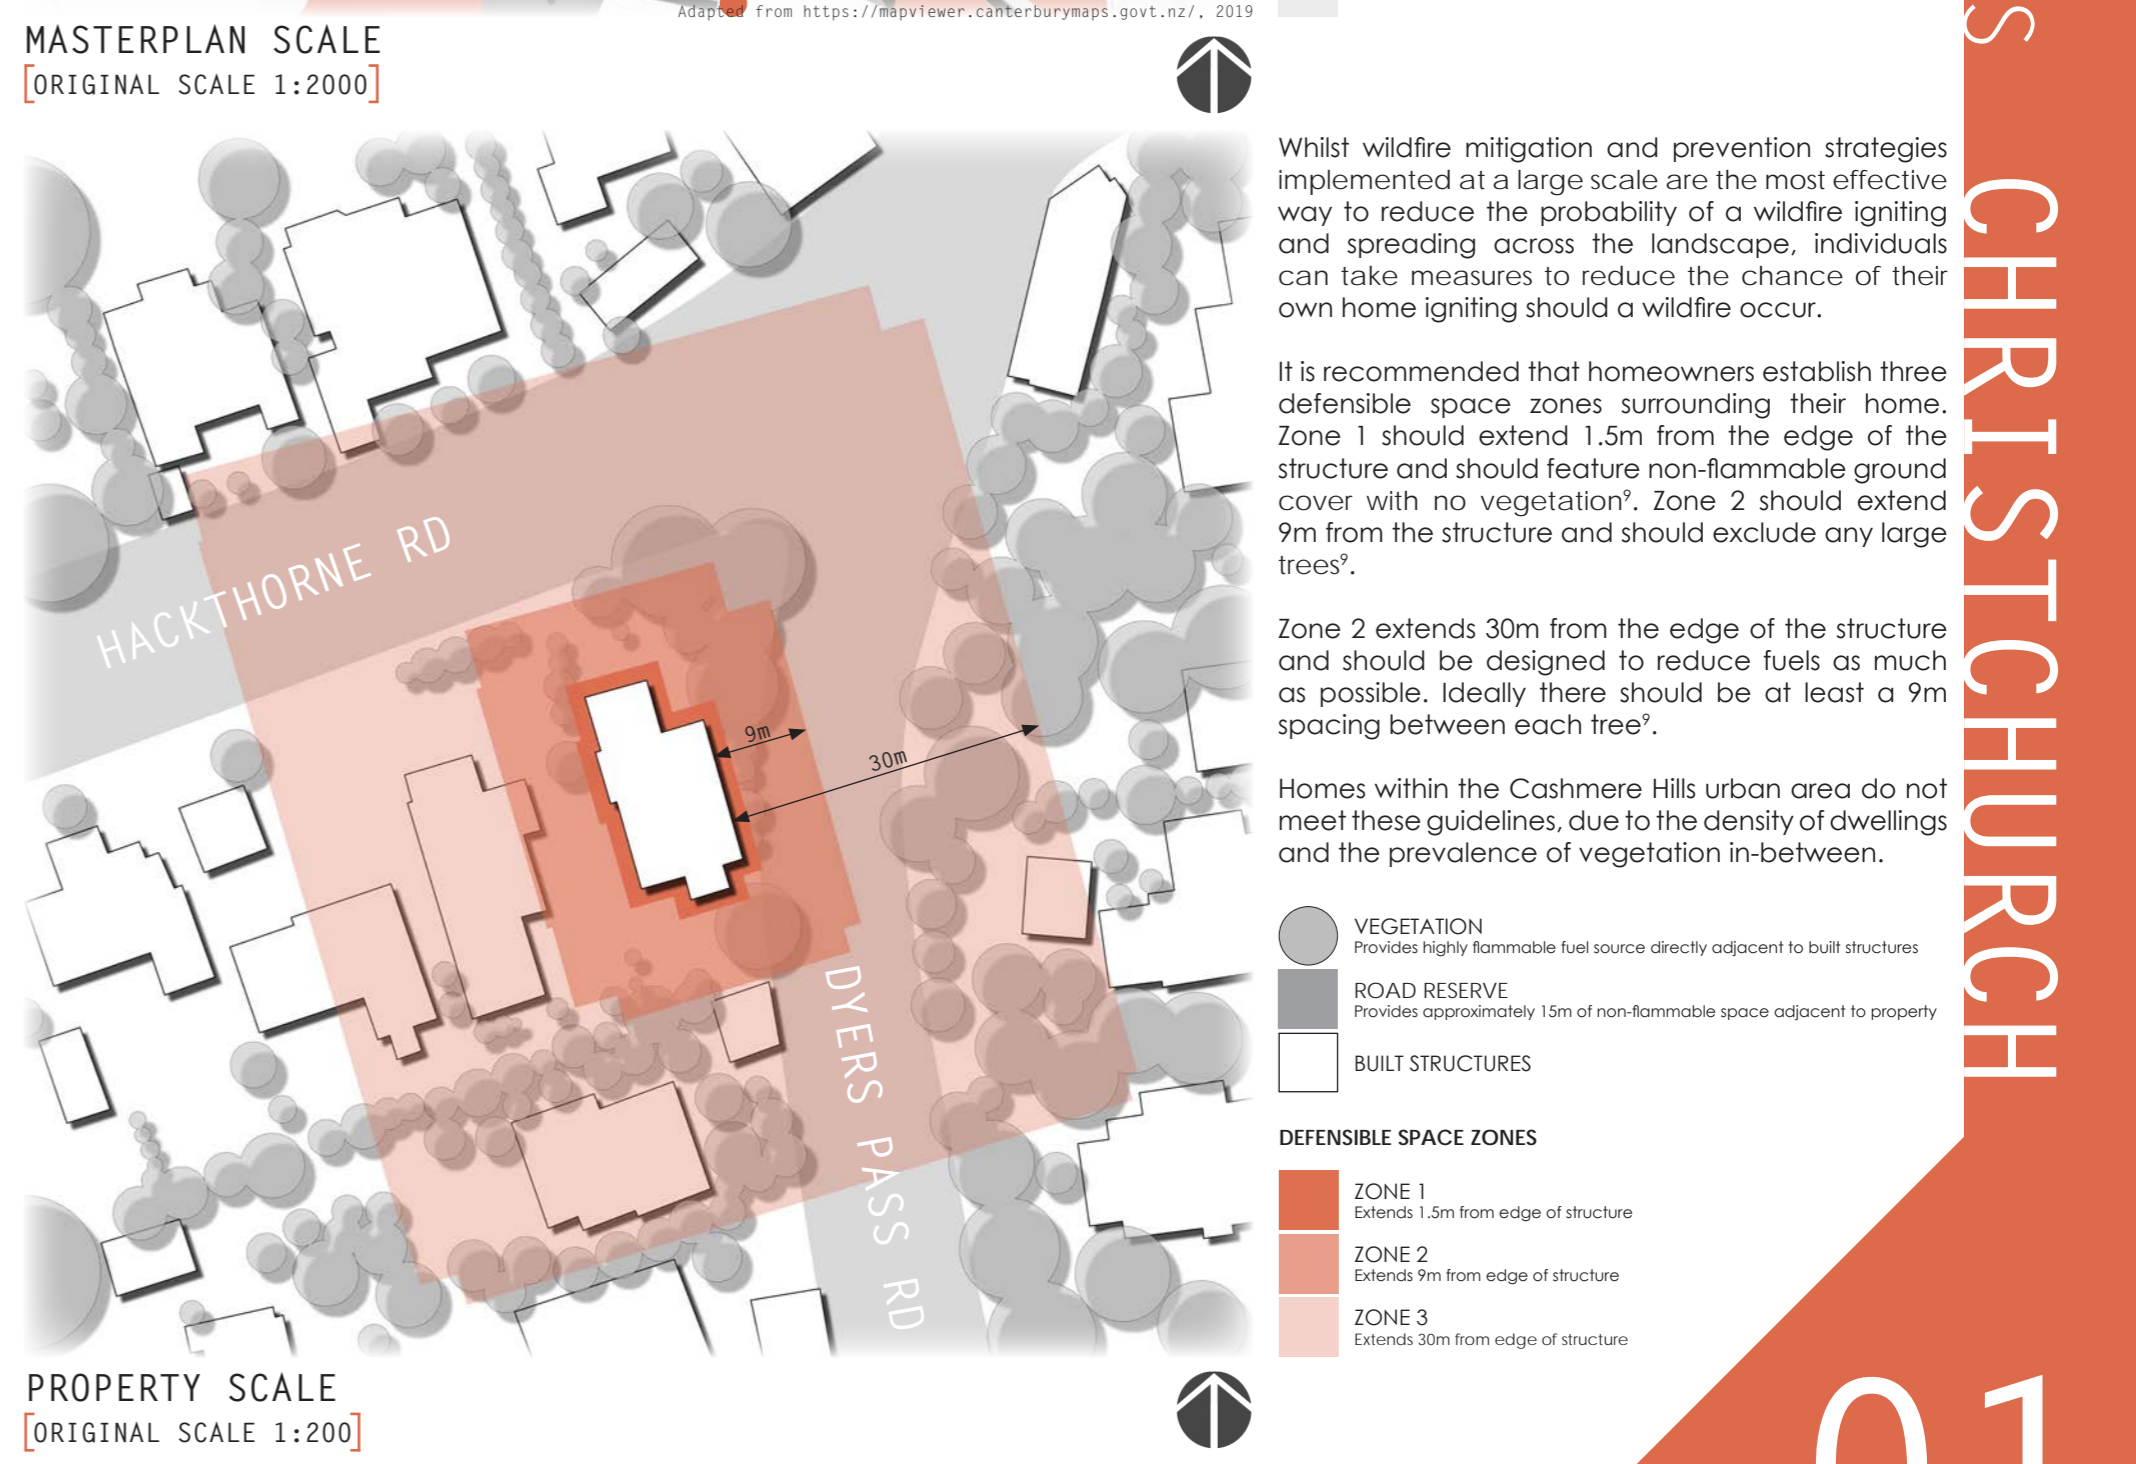 Adapted from https://mapviewer.canterburymaps.govt.nz/, 2019
MASTERPLAN SCALE
[ORIGINAL SCALE 1:2000]
HACKTHORNE RD
9m
30m
DYERS PASS RD
PROPERTY SCALE
[ORIGINAL SCALE 1:200]
Whilst wildfire mitigation and prevention strategies
implemented at a large scale are the most effective
way to reduce the probability of a wildfire igniting
and spreading across the landscape, individuals
can take measures to reduce the chance of their
own home igniting should a wildfire occur.
It is recommended that homeowners establish three
defensible space zones surrounding their home.
Zone 1 should extend 1.5m from the edge of the
structure and should feature non-flammable ground
cover with no vegetation⁹. Zone 2 should extend
9m from the structure and should exclude any large
trees⁹.
Zone 2 extends 30m from the edge of the structure
and should be designed to reduce fuels as much
as possible. Ideally there should be at least a 9m
spacing between each tree⁹.
Homes within the Cashmere Hills urban area do not
meet these guidelines, due to the density of dwellings
and the prevalence of vegetation in-between.
VEGETATION
Provides highly flammable fuel source directly adjacent to built structures
ROAD RESERVE
Provides approximately 15m of non-flammable space adjacent to property
BUILT STRUCTURES
DEFENSIBLE SPACE ZONES
ZONE 1
Extends 1.5m from edge of structure
ZONE 2
Extends 9m from edge of structure
ZONE 3
Extends 30m from edge of structure
S CHRISTCHURCH
01